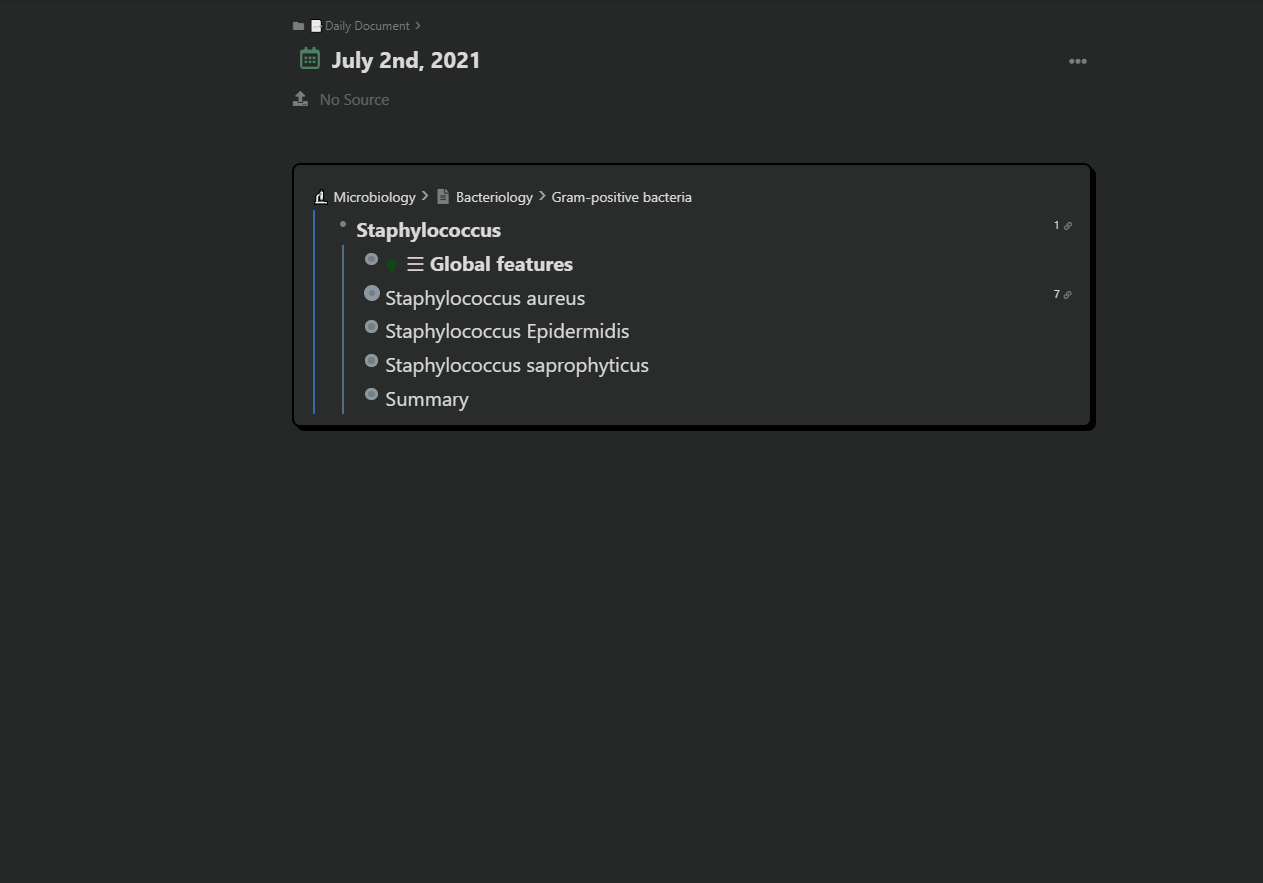 Daily Document
July 2nd, 2021
No Source
Microbiology > Bacteriology > Gram-positive bacteria
Staphylococcus 1
Global features
Staphylococcus aureus 7
Staphylococcus Epidermidis
Staphylococcus saprophyticus
Summary